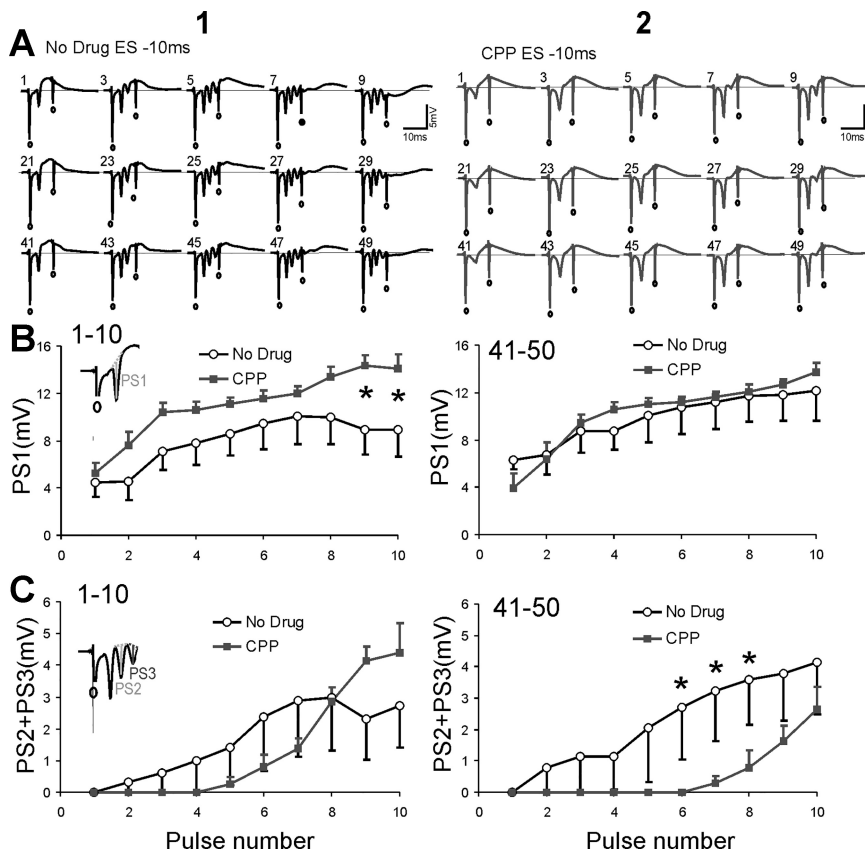 1 2
A
No Drug ES -10ms
CPP ES -10ms
1 3 5 7 9
5mV
10ms
21 23 25 27 29
41 43 45 47 49
1 3 5 7 9
10ms
21 23 25 27 29
41 43 45 47 49
B
1-10
PS1
No Drug
CPP
* *
PS1(mV)
16
12
8
4
0
0 2 4 6 8 10
41-50
No Drug
CPP
PS1(mV)
16
12
8
4
0
0 2 4 6 8 10
C
1-10
PS3
PS2
No Drug
CPP
PS2+PS3(mV)
6
5
4
3
2
1
0
0 2 4 6 8 10
Pulse number
41-50
No Drug
CPP
* * *
PS2+PS3(mV)
6
5
4
3
2
1
0
0 2 4 6 8 10
Pulse number